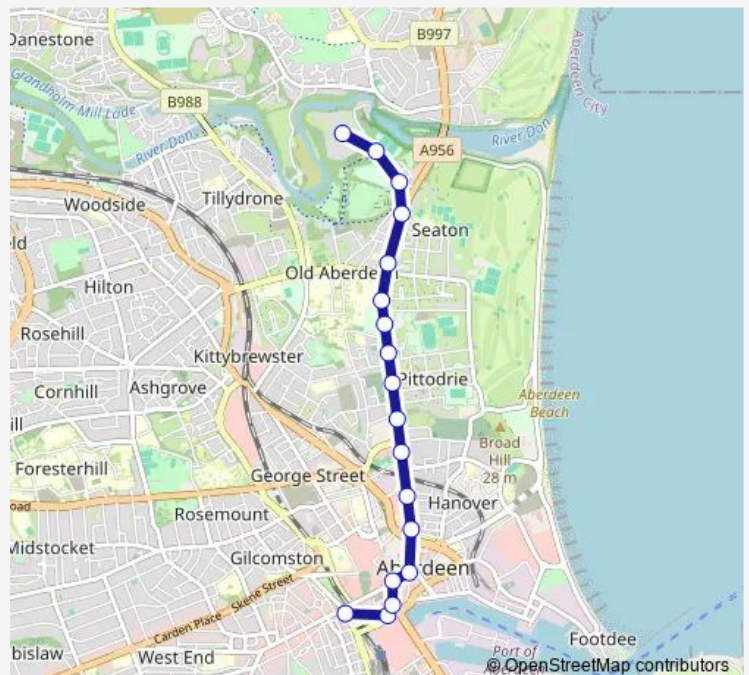 Danestone
B997
Aberdeen City
Grandholm Mill Lade
B988
River Don
River Don
A956
Woodside
Tillydrone
Seaton
Old Aberde
Hilton
Rosehill
Kittybrewster
Pittodrie
Cornhill
Ashgrove
Aberdeen
Beach
Broad
Hill
28 m
Foresterhill
George Street
Hanover
Rosemount
Midstocket
Gilcomston
Aberdeen
Skene Street
Carden Place
Footdee
West End
Port of
Aberdeen
© OpenStreetMap contributors